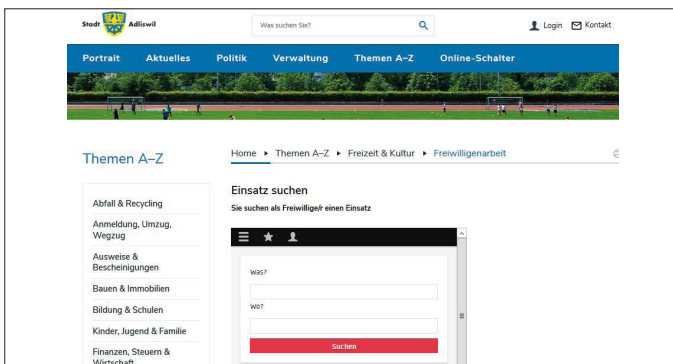 Stadt Adliswil
Was suchen Sie?
Login Kontakt
Portrait Aktuelles Politik Verwaltung Themen A–Z Online-Schalter
Themen A–Z
Home Themen A–Z Freizeit & Kultur Freiwilligenarbeit
Einsatz suchen
Sie suchen als Freiwillige/r einen Einsatz
Abfall & Recycling
Anmeldung, Umzug,
Wegzug
Ausweise &
Bescheinigungen
Bauen & Immobilien
Bildung & Schulen
Kinder, Jugend & Familie
Finanzen, Steuern &
Wirtschaft
Was?
Wo?
Suchen